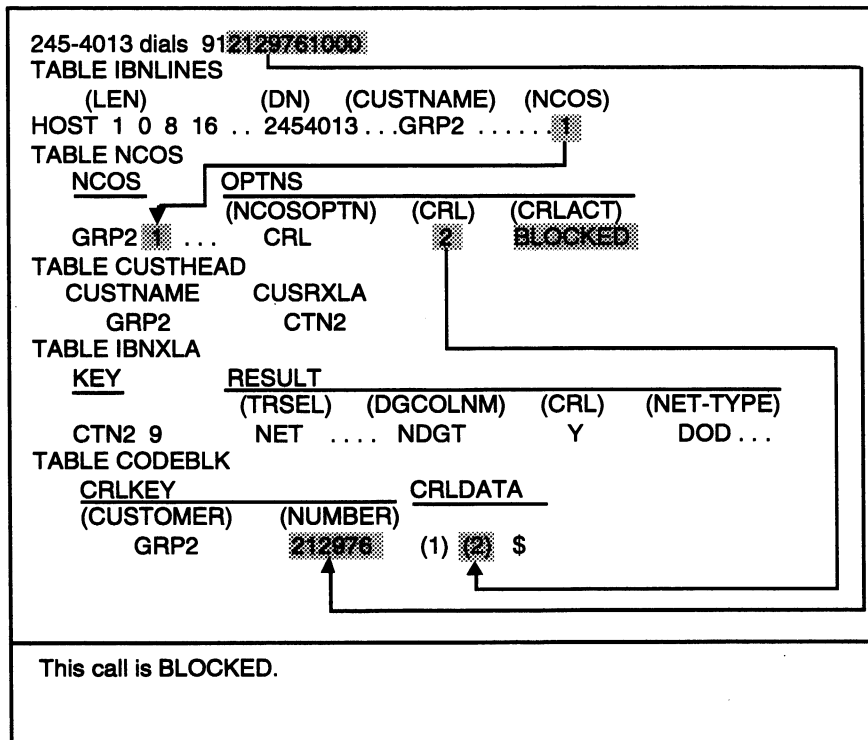 245-4013 dials 912129761000
TABLE IBNLINES
(LEN) (DN) (CUSTNAME) (NCOS)
HOST 1 0 8 16 . . 2454013 . . . GRP2 . . . . . . 1
TABLE NCOS
NCOS OPTNS
(NCOSOPTN) (CRL) (CRLACT)
GRP2 1 . . . CRL 2 BLOCKED
TABLE CUSTHEAD
CUSTNAME CUSRXLA
GRP2 CTN2
TABLE IBNXLA
KEY RESULT
(TRSEL) (DGCOLNM) (CRL) (NET-TYPE)
CTN2 9 NET . . . . NDGT Y DOD . . .
TABLE CODEBLK
CRLKEY CRLDATA
(CUSTOMER) (NUMBER)
GRP2 212976 (1) (2) $
This call is BLOCKED.